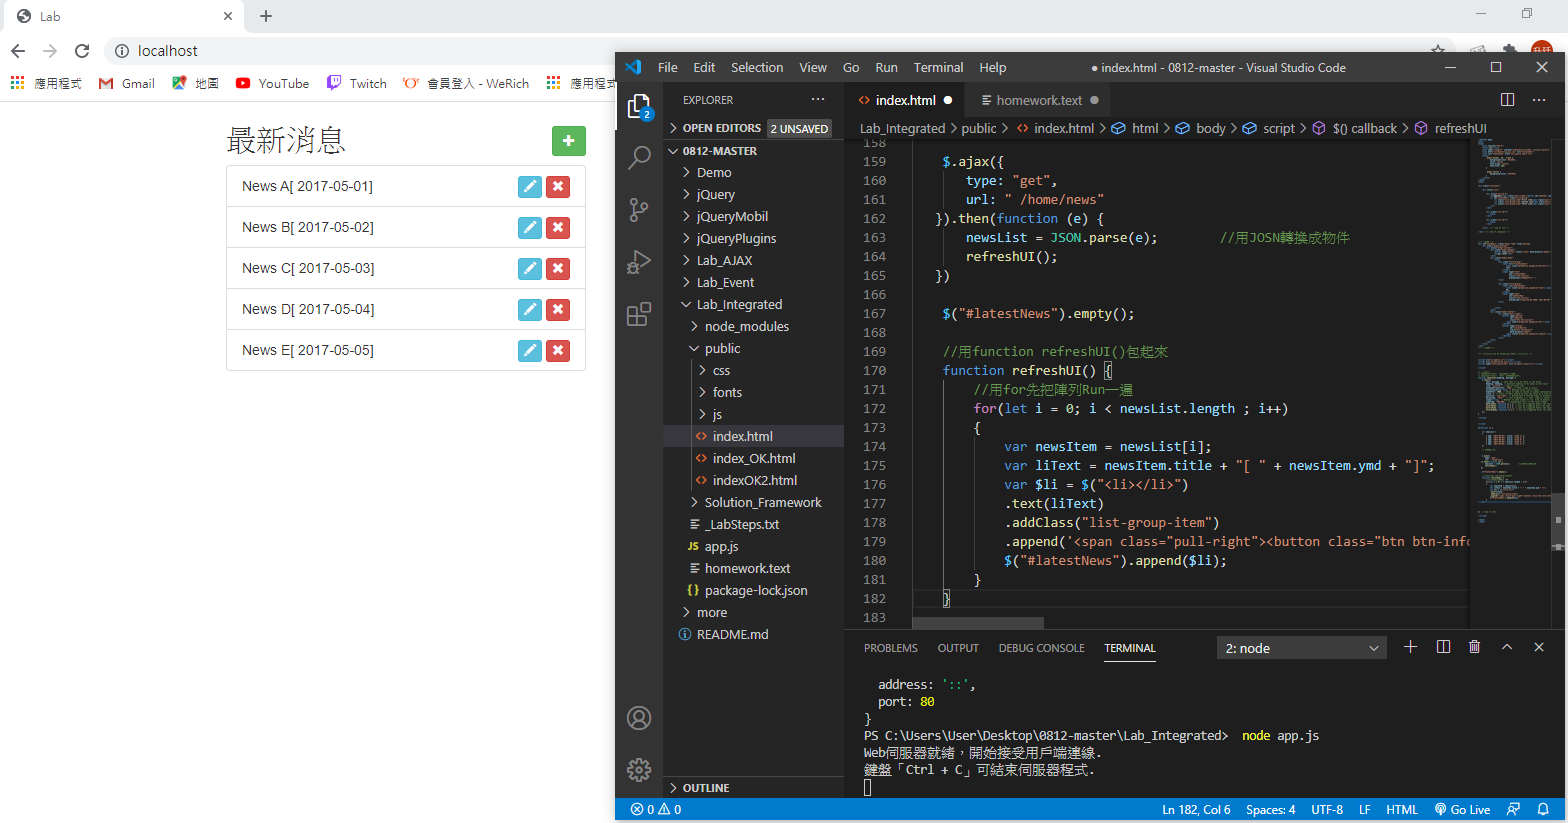 Lab
localhost
應用程式 Gmail 地圖 YouTube Twitch 會員登入 - WeRich 應用程式
最新消息
News A[ 2017-05-01]
News B[ 2017-05-02]
News C[ 2017-05-03]
News D[ 2017-05-04]
News E[ 2017-05-05]
File Edit Selection View Go Run Terminal Help ● index.html - 0812-master - Visual Studio Code
2
EXPLORER
OPEN EDITORS 2 UNSAVED
0812-MASTER
Demo
jQuery
jQueryMobil
jQueryPlugins
Lab_AJAX
Lab_Event
Lab_Integrated
node_modules
public
css
fonts
js
index.html
index_OK.html
indexOK2.html
Solution_Framework
_LabSteps.txt
JS app.js
homework.text
{} package-lock.json
more
README.md
OUTLINE
index.html ● homework.text ●
Lab_Integrated > public > index.html > html > body > script > $() callback > refreshUI
158
159 $.ajax({
160 type: "get",
161 url: " /home/news"
162 }).then(function (e) {
163 newsList = JSON.parse(e); //用JOSN轉換成物件
164 refreshUI();
165 })
166
167 $("#latestNews").empty();
168
169 //用function refreshUI()包起來
170 function refreshUI() {
171 //用for先把陣列Run一遍
172 for(let i = 0; i < newsList.length ; i++)
173 {
174 var newsItem = newsList[i];
175 var liText = newsItem.title + "[ " + newsItem.ymd + "]";
176 var $li = $("<li></li>")
177 .text(liText)
178 .addClass("list-group-item")
179 .append('<span class="pull-right"><button class="btn btn-info
180 $("#latestNews").append($li);
181 }
182 }
183
PROBLEMS OUTPUT DEBUG CONSOLE TERMINAL 2: node
address: '::',
port: 80
}
PS C:\Users\User\Desktop\0812-master\Lab_Integrated> node app.js
Web伺服器就緒，開始接受用戶端連線.
鍵盤「Ctrl + C」可結束伺服器程式.
0 0 Ln 182, Col 6 Spaces: 4 UTF-8 LF HTML Go Live